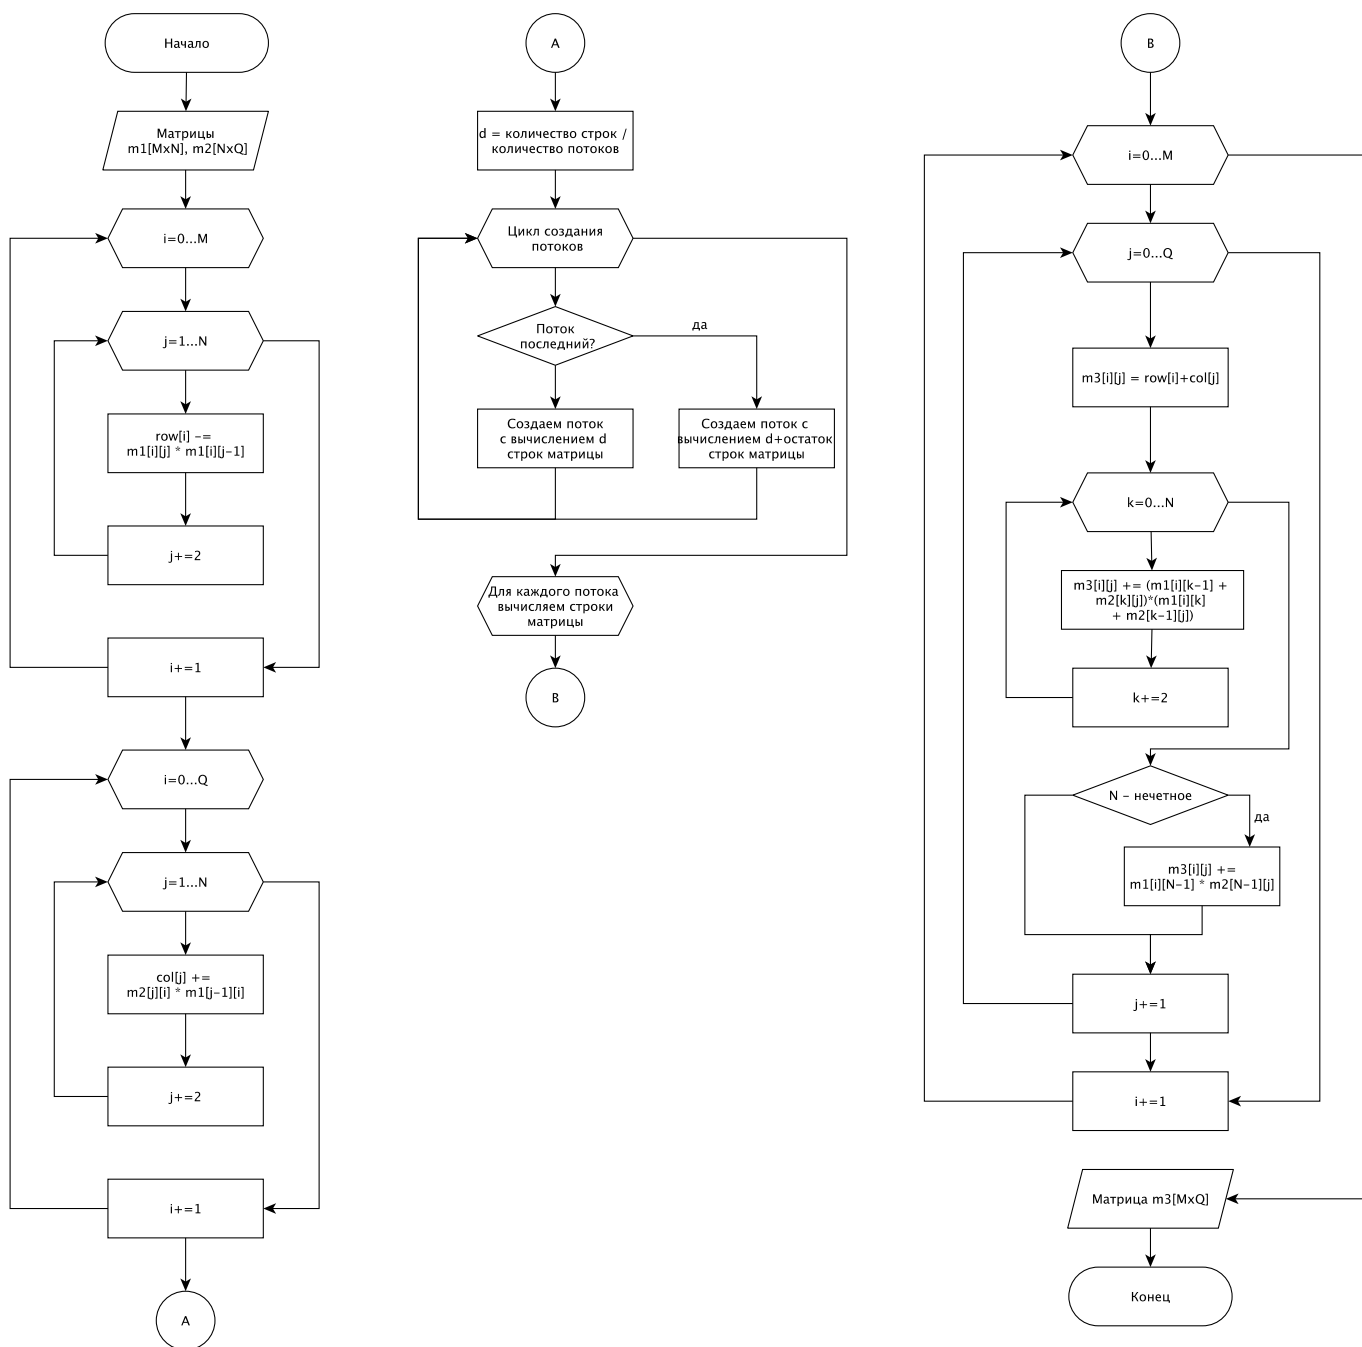 Начало
Матрицы
m1[MxN], m2[NxQ]
i=0...M
j=1...N
row[i] -=
m1[i][j] * m1[i][j-1]
j+=2
i+=1
i=0...Q
j=1...N
col[j] +=
m2[j][i] * m1[j-1][i]
j+=2
i+=1
A
A
d = количество строк /
количество потоков
Цикл создания
потоков
Поток
последний?
да
Создаем поток
с вычислением d
строк матрицы
Создаем поток с
вычислением d+остаток
строк матрицы
Для каждого потока
вычисляем строки
матрицы
B
B
i=0...M
j=0...Q
m3[i][j] = row[i]+col[j]
k=0...N
m3[i][j] += (m1[i][k-1] +
m2[k][j])*(m1[i][k]
+ m2[k-1][j])
k+=2
N - нечетное
да
m3[i][j] +=
m1[i][N-1] * m2[N-1][j]
j+=1
i+=1
Матрица m3[MxQ]
Конец